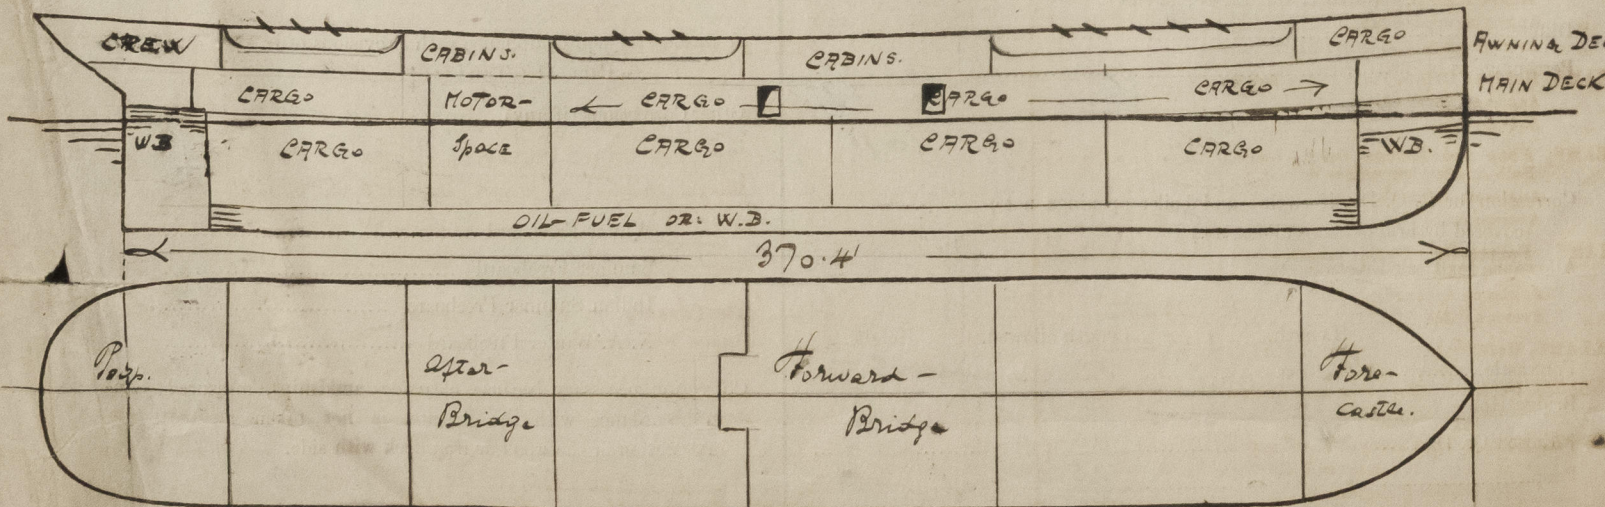 CREW
CABINS.
CABINS.
CARGO
AWNING DE
MAIN DECK
CARGO
MOTOR-
CARGO
CARGO
CARGO
W B
CARGO
Space
CARGO
CARGO
CARGO
W.B.
OIL-FUEL OR: W.B.
370.4'
Poop.
After-
Bridge
Forward-
Bridge
Fore-
castle.